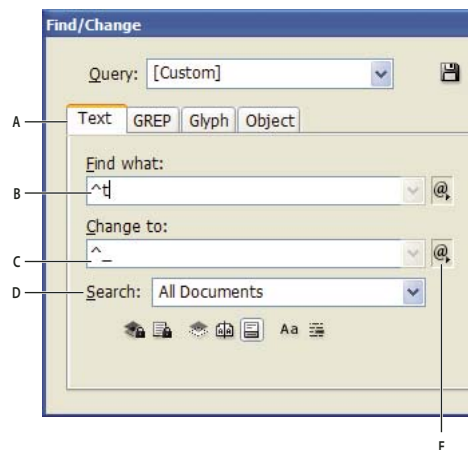 Find/Change
Query: [Custom]
A
Text GREP Glyph Object
Find what:
B ^t @
Change to:
C ^_ @
D Search: All Documents
Aa